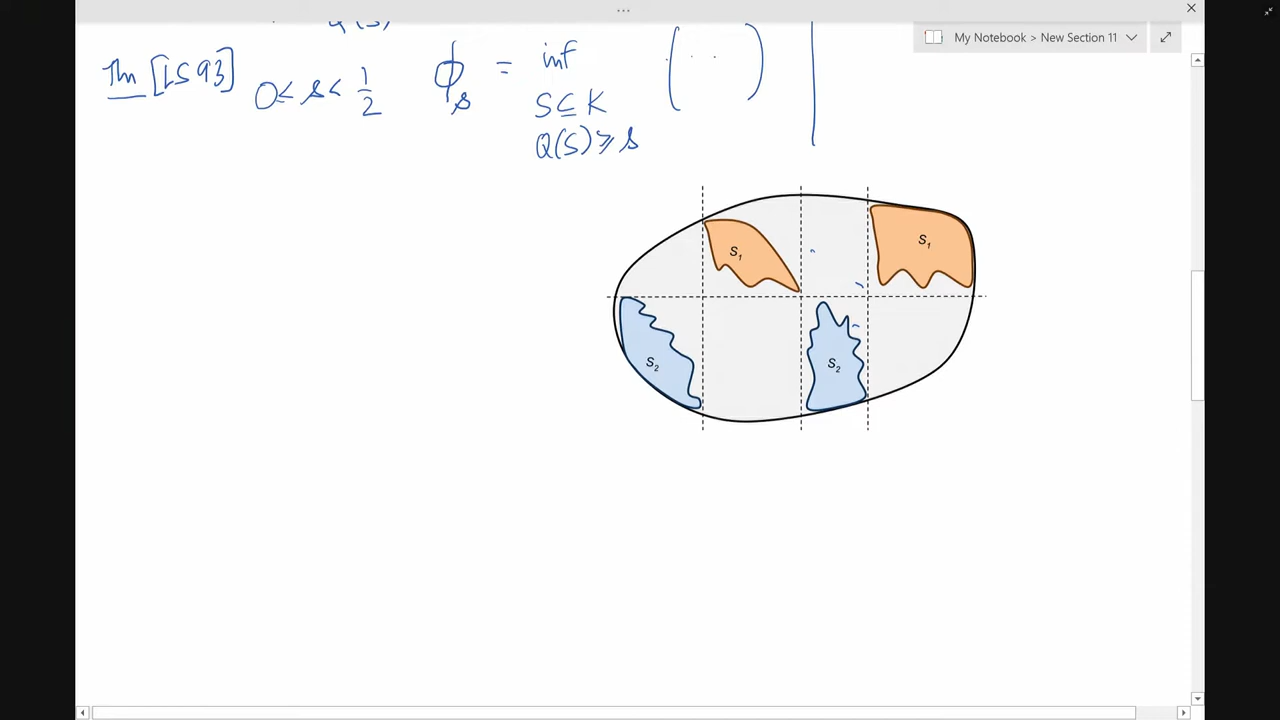 ...
My Notebook > New Section 11
Q(S)
Thm [LS93] 0 ≤ s < 1/2 ϕ_s = inf ( .. )
S ⊆ K
Q(S) ≥ s
S₁
S₁
S₂
S₂